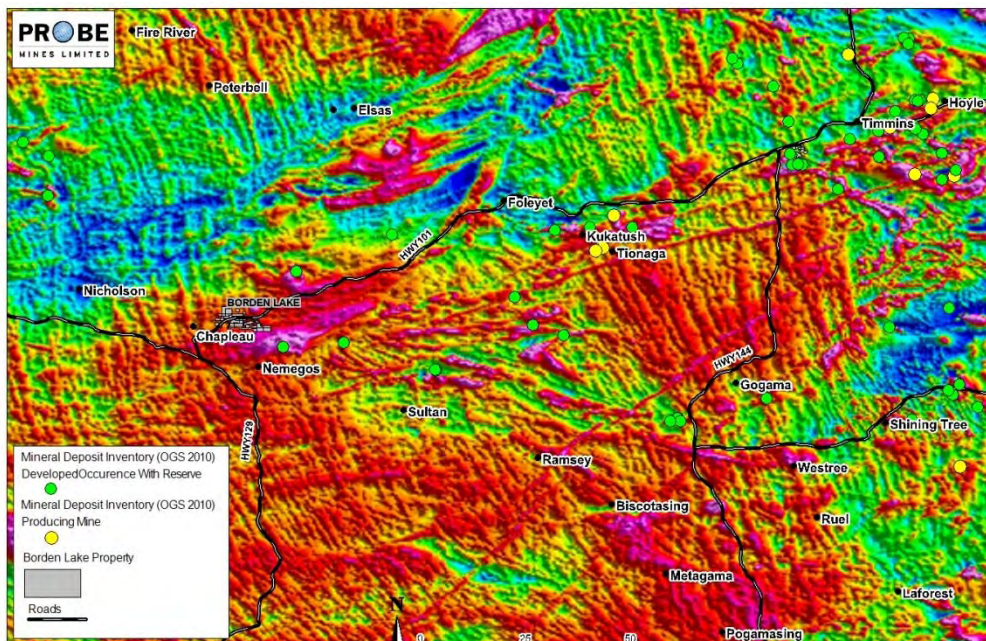 PROBE
MINES LIMITED
Fire River
Peterbell
Elsas
Hoyle
Timmins
Foleyet
HWY101
Kukatush
Tionaga
Nicholson
BORDEN LAKE
Chapleau
Nemegos
HWY144
Gogama
Sultan
Shining Tree
HWY129
Ramsey
Westree
Biscotasing
Ruel
Metagama
Laforest
Pogamasing
Mineral Deposit Inventory (OGS 2010)
DevelopedOccurence With Reserve
Mineral Deposit Inventory (OGS 2010)
Producing Mine
Borden Lake Property
Roads
N
0 25 50